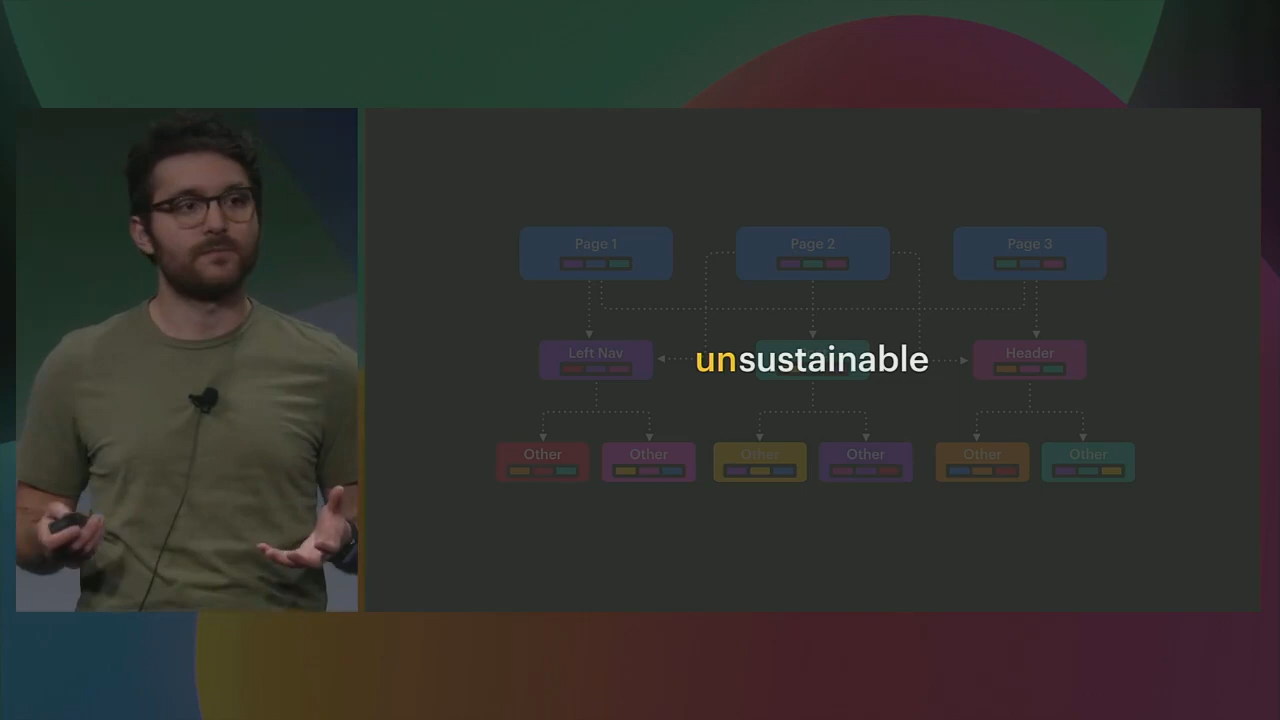 Page 1
Page 2
Page 3
Left Nav
unsustainable
Header
Other
Other
Other
Other
Other
Other